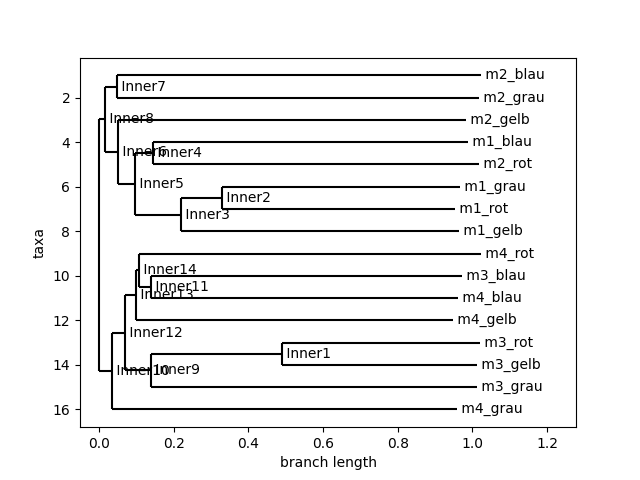 m2_blau
Inner7
2
m2_grau
Inner8
m2_gelb
4
m1_blau
Inner6
Inner4
m2_rot
Inner5
6
m1_grau
Inner2
m1_rot
Inner3
8
m1_gelb
taxa
m4_rot
Inner14
10
m3_blau
Inner11
Inner13
m4_blau
12
m4_gelb
Inner12
m3_rot
Inner1
14
m3_gelb
Inner10
Inner9
m3_grau
16
m4_grau
0.0 0.2 0.4 0.6 0.8 1.0 1.2
branch length